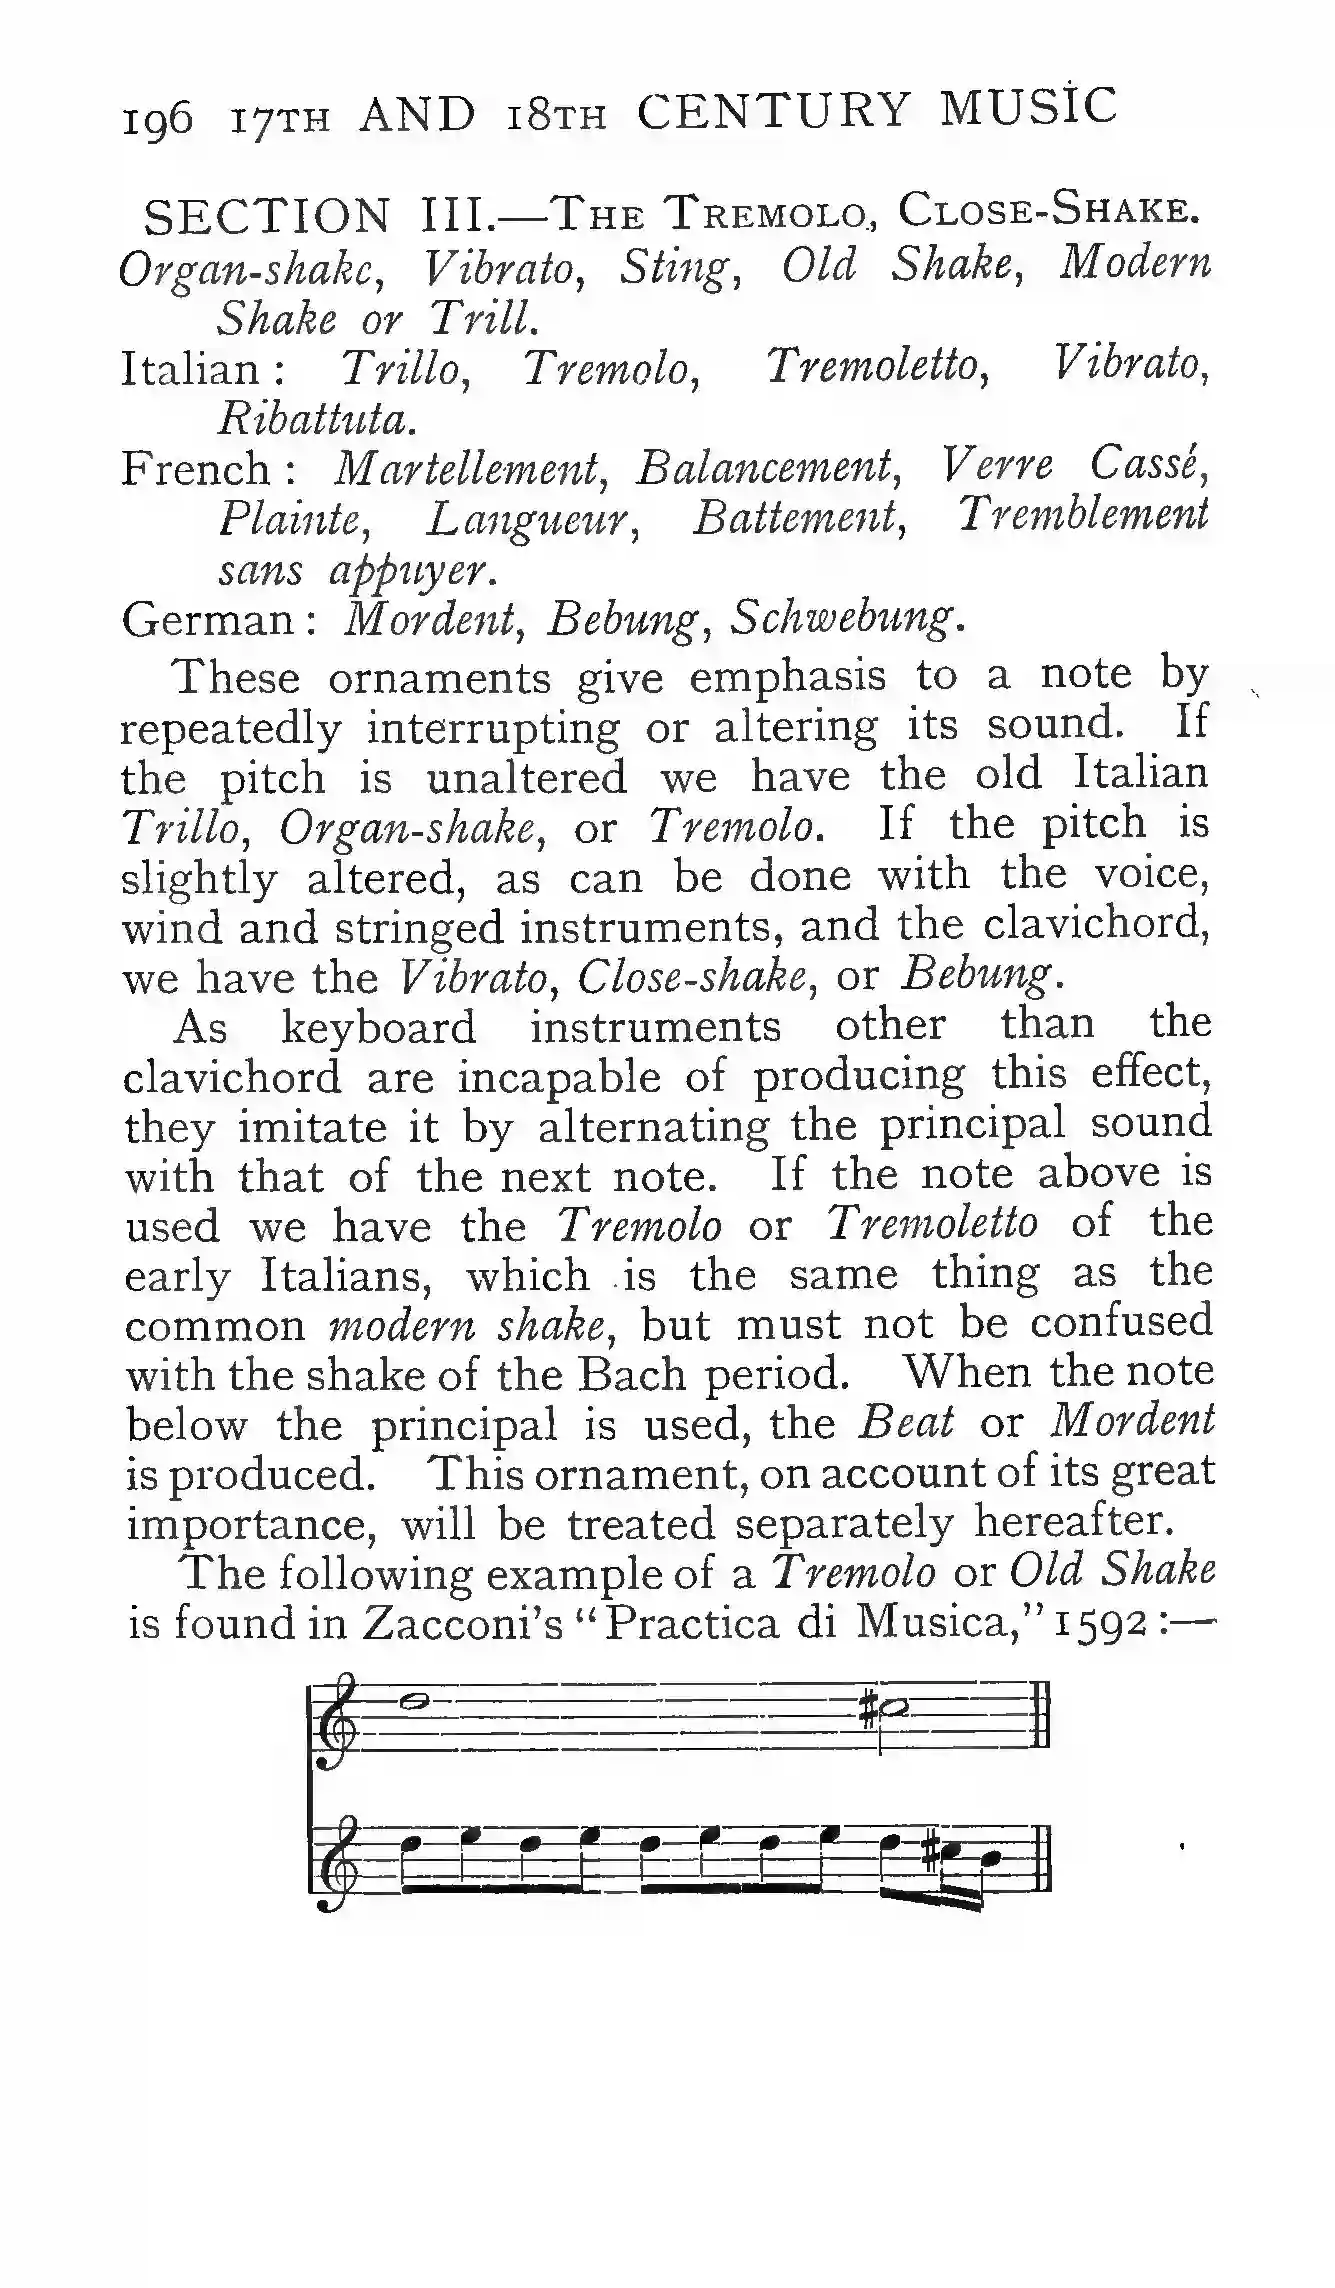 196 17TH AND 18TH CENTURY MUSIC
SECTION III.—THE TREMOLO, CLOSE-SHAKE.
Organ-shake, Vibrato, Sting, Old Shake, Modern
Shake or Trill.
Italian : Trillo, Tremolo, Tremoletto, Vibrato,
Ribattuta.
French : Martellement, Balancement, Verre Cassé,
Plainte, Langueur, Battement, Tremblement
sans appuyer.
German : Mordent, Bebung, Schwebung.
These ornaments give emphasis to a note by
repeatedly interrupting or altering its sound. If
the pitch is unaltered we have the old Italian
Trillo, Organ-shake, or Tremolo. If the pitch is
slightly altered, as can be done with the voice,
wind and stringed instruments, and the clavichord,
we have the Vibrato, Close-shake, or Bebung.
As keyboard instruments other than the
clavichord are incapable of producing this effect,
they imitate it by alternating the principal sound
with that of the next note. If the note above is
used we have the Tremolo or Tremoletto of the
early Italians, which is the same thing as the
common modern shake, but must not be confused
with the shake of the Bach period. When the note
below the principal is used, the Beat or Mordent
is produced. This ornament, on account of its great
importance, will be treated separately hereafter.
The following example of a Tremolo or Old Shake
is found in Zacconi's "Practica di Musica," 1592 :—